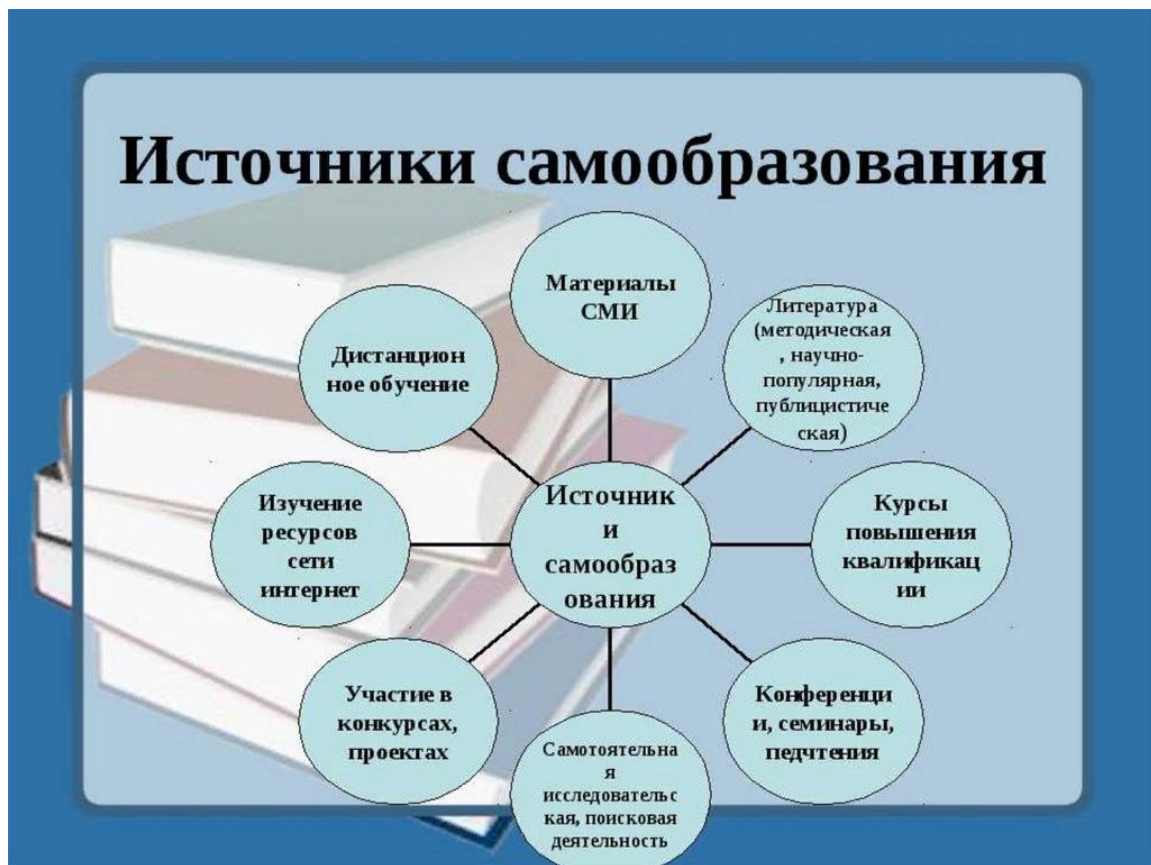 Источники самообразования
Материалы
СМИ
Литература
(методическая
, научно-
популярная,
публицистиче
ская)
Курсы
повышения
квалификац
ии
Конференци
и, семинары,
педчтения
Самотоятельна
я
исследовательс
кая, поисковая
деятельность
Участие в
конкурсах,
проектах
Изучение
ресурсов
сети
интернет
Дистанцион
ное обучение
Источник
и
самообраз
ования